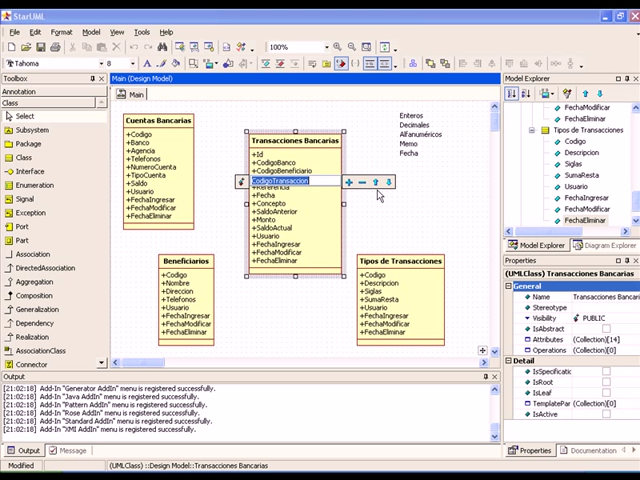 StarUML
File Edit Format Model View Tools Help
100%
Tahoma 8
Toolbox
Annotation
Class
Select
Subsystem
Package
Class
Interface
Enumeration
Signal
Exception
Port
Part
Association
DirectedAssociation
Aggregation
Composition
Generalization
Dependency
Realization
AssociationClass
Connector
Main (Design Model)
Main
Cuentas Bancarias
+Codigo
+Banco
+Agencia
+Telefonos
+NumeroCuenta
+TipoCuenta
+Saldo
+Usuario
+FechaIngresar
+FechaModificar
+FechaEliminar
Transacciones Bancarias
+Id
+CodigoBanco
+CodigoBeneficiario
CodigoTransaccion
+Referencia
+Fecha
+Concepto
+SaldoAnterior
+Monto
+SaldoActual
+Usuario
+FechaIngresar
+FechaModificar
+FechaEliminar
Enteros
Decimales
Alfanuméricos
Memo
Fecha
Beneficiarios
+Codigo
+Nombre
+Direccion
+Telefonos
+Usuario
+FechaIngresar
+FechaModificar
+FechaEliminar
Tipos de Transacciones
+Codigo
+Descripcion
+Siglas
+SumaResta
+Usuario
+FechaIngresar
+FechaModificar
+FechaEliminar
Model Explorer
FechaModificar
FechaEliminar
Tipos de Transacciones
Codigo
Descripcion
Siglas
SumaResta
Usuario
FechaIngresar
FechaModificar
FechaEliminar
Model Explorer Diagram Explorer
Properties
(UMLClass) Transacciones Bancarias
General
Name Transacciones Bancari
Stereotype
Visibility PUBLIC
IsAbstract
Attributes (Collection)[14]
Operations (Collection)[0]
Detail
IsSpecificati
IsRoot
IsLeaf
TemplatePar (Collection)[0]
IsActive
Properties Documentation
Output
[21:02:18] Add-In "Generator AddIn" menu is registered successfully.
[21:02:18] Add-In "Java AddIn" menu is registered successfully.
[21:02:18] Add-In "Pattern AddIn" menu is registered successfully.
[21:02:18] Add-In "Rose AddIn" menu is registered successfully.
[21:02:18] Add-In "Standard AddIn" menu is registered successfully.
[21:02:18] Add-In "XMI AddIn" menu is registered successfully.
Output Message
Modified (UMLClass) ::Design Model::Transacciones Bancarias